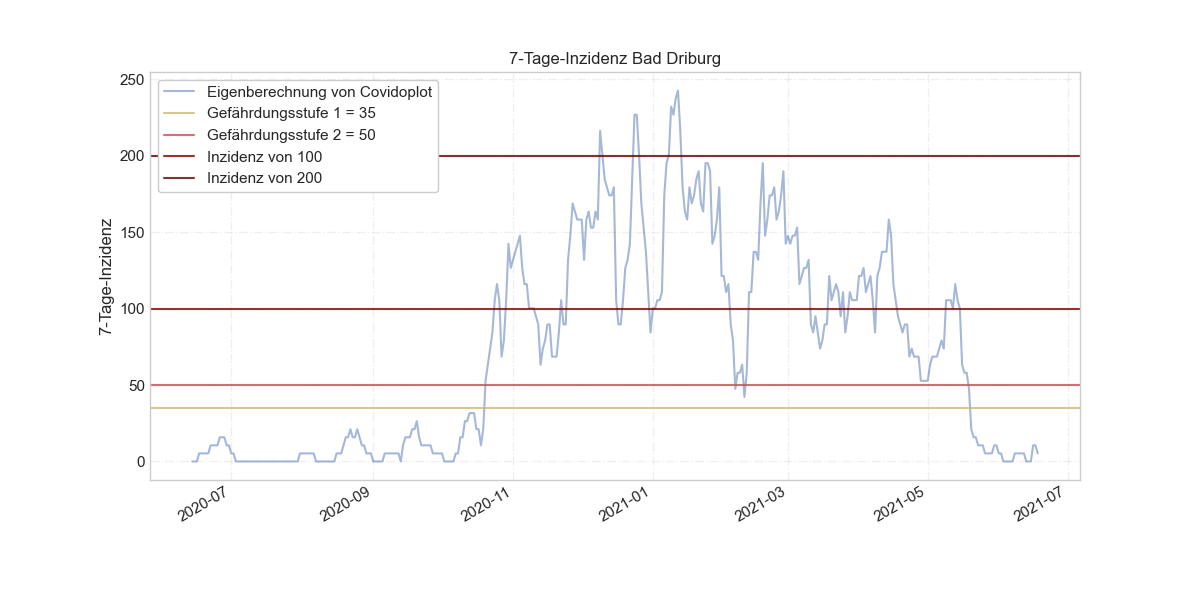 7-Tage-Inzidenz Bad Driburg
250
200
150
100
50
0
7-Tage-Inzidenz
Eigenberechnung von Covidoplot
Gefährdungsstufe 1 = 35
Gefährdungsstufe 2 = 50
Inzidenz von 100
Inzidenz von 200
2020-07
2020-09
2020-11
2021-01
2021-03
2021-05
2021-07